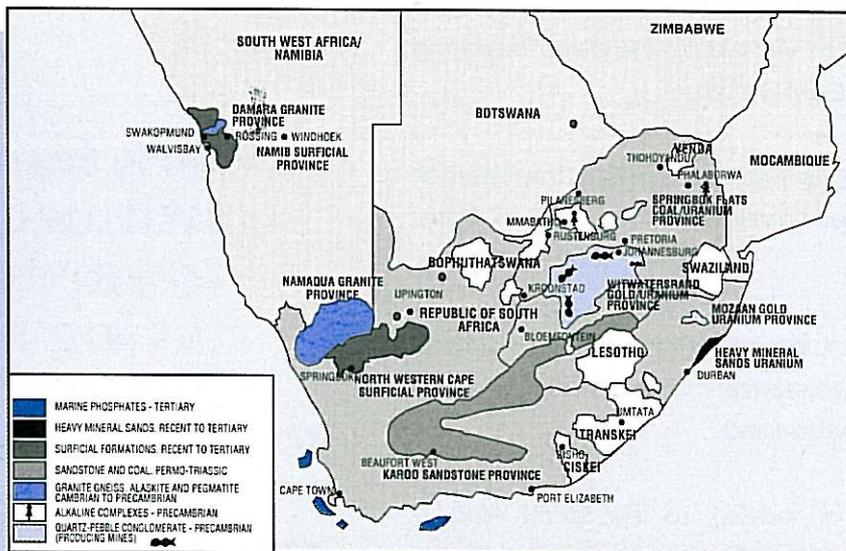 ZIMBABWE
SOUTH WEST AFRICA/
NAMIBIA
BOTSWANA
DAMARA GRANITE
PROVINCE
SWAKOPMUND
RÖSSING
WINDHOEK
WALVISBAY
NAMIB SURFICIAL
PROVINCE
VENDA
THOHOYANDU
MOCAMBIQUE
PHALABORWA
PILANESBERG
SPRINGBOK FLATS
COAL/URANIUM
PROVINCE
MMABATHO
RUSTENBURG
PRETORIA
JOHANNESBURG
BOPHUTHATSWANA
SWAZILAND
NAMAQUA GRANITE
PROVINCE
UPINGTON
KROONSTAD
WITWATERSRAND
GOLD/URANIUM
PROVINCE
REPUBLIC OF SOUTH
AFRICA
MOZAAN GOLD
URANIUM PROVINCE
BLOEMFONTEIN
LESOTHO
HEAVY MINERAL
SANDS URANIUM
DURBAN
SPRINGBOK
NORTH WESTERN CAPE
SURFICIAL PROVINCE
UMTATA
TRANSKEI
BISHO
CISKEI
BEAUFORT WEST
KAROO SANDSTONE PROVINCE
CAPE TOWN
PORT ELIZABETH
MARINE PHOSPHATES - TERTIARY
HEAVY MINERAL SANDS. RECENT TO TERTIARY
SURFICIAL FORMATIONS. RECENT TO TERTIARY
SANDSTONE AND COAL. PERMO-TRIASSIC
GRANITE GNEISS. ALASKITE AND PEGMATITE
CAMBRIAN TO PRECAMBRIAN
ALKALINE COMPLEXES - PRECAMBRIAN
QUARTZ-PEBBLE CONGLOMERATE - PRECAMBRIAN
(PRODUCING MINES)